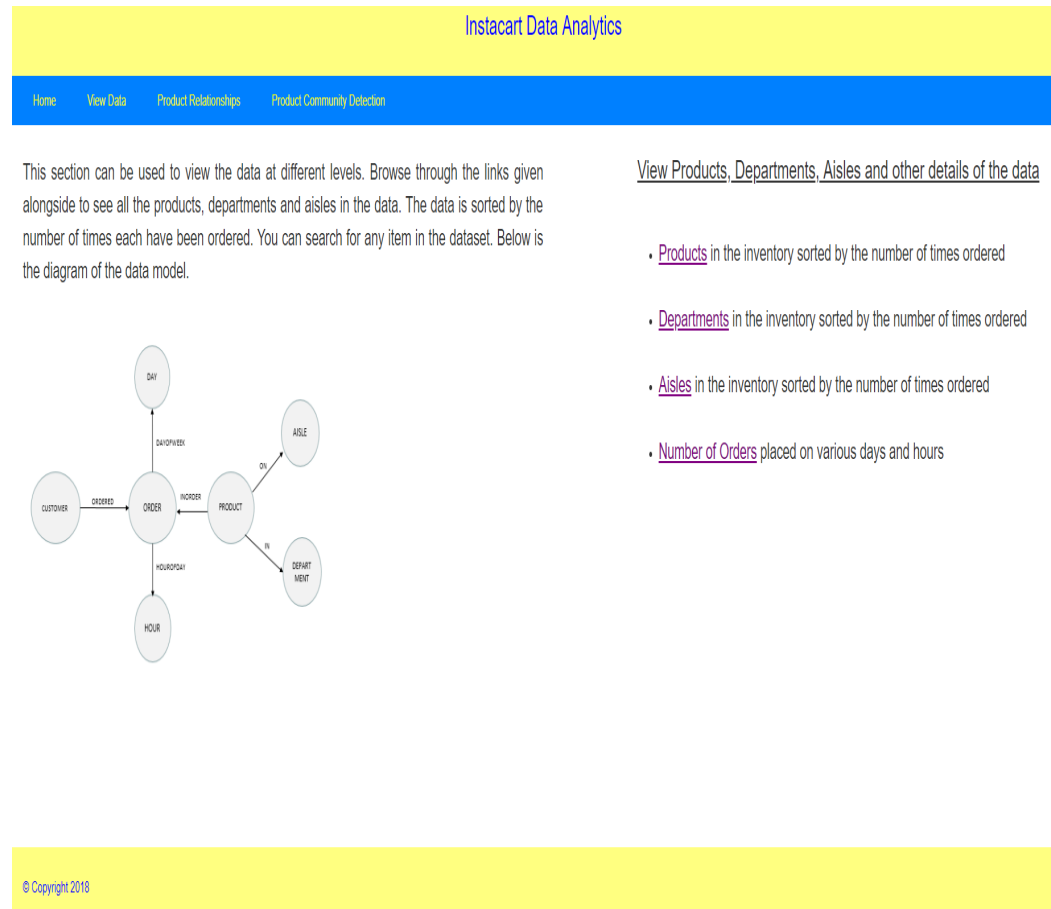 Instacart Data Analytics
Home View Data Product Relationships Product Community Detection
This section can be used to view the data at different levels. Browse through the links given
alongside to see all the products, departments and aisles in the data. The data is sorted by the
number of times each have been ordered. You can search for any item in the dataset. Below is
the diagram of the data model.
View Products, Departments, Aisles and other details of the data
• Products in the inventory sorted by the number of times ordered
• Departments in the inventory sorted by the number of times ordered
• Aisles in the inventory sorted by the number of times ordered
• Number of Orders placed on various days and hours
DAY
DAYOFWEEK
AISLE
ON
CUSTOMER
ORDERED
ORDER
INORDER
PRODUCT
IN
DEPART
MENT
HOUROFDAY
HOUR
© Copyright 2018